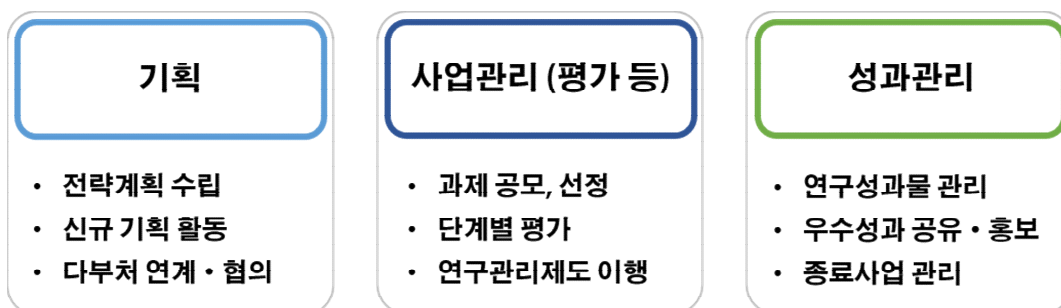 기획
• 전략계획 수립
• 신규 기획 활동
• 다부처 연계・협의
사업관리 (평가 등)
• 과제 공모, 선정
• 단계별 평가
• 연구관리제도 이행
성과관리
• 연구성과물 관리
• 우수성과 공유・홍보
• 종료사업 관리